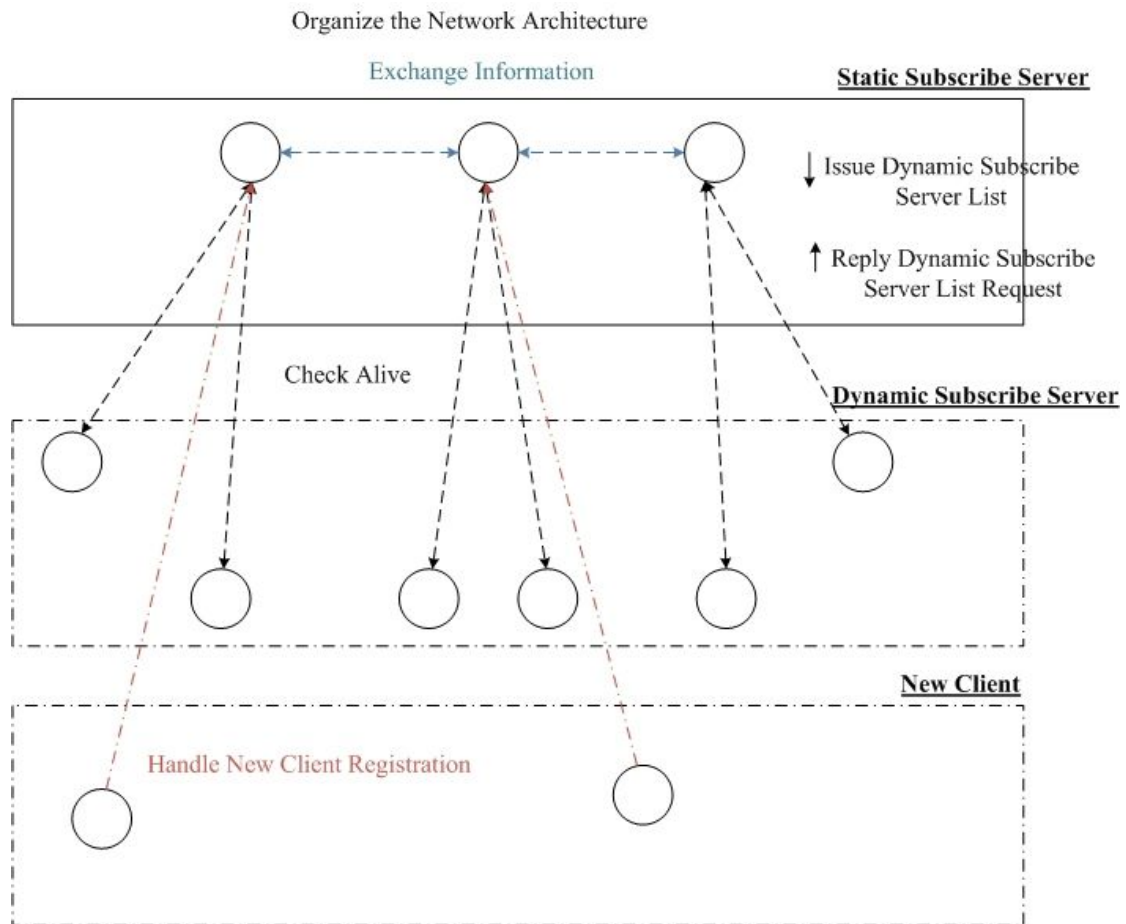 Organize the Network Architecture
Exchange Information
Static Subscribe Server
Issue Dynamic Subscribe
Server List
Reply Dynamic Subscribe
Server List Request
Check Alive
Dynamic Subscribe Server
New Client
Handle New Client Registration